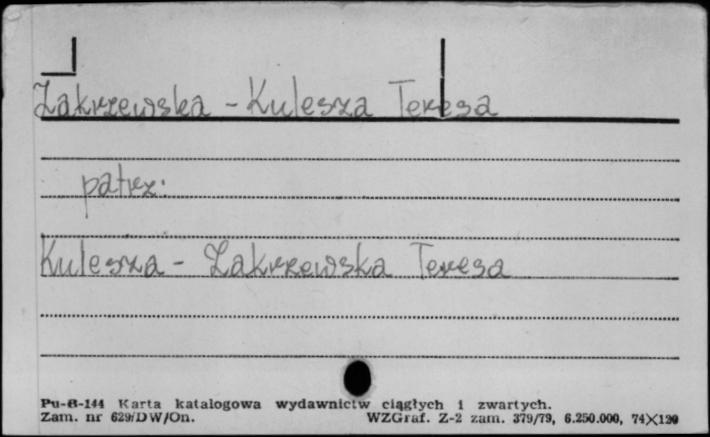 Zakrzewska - Kulesza Teresa
patrz:
Kulesza - Zakrzewska Teresa
Pu-B-144 Karta katalogowa wydawnictw ciągłych i zwartych.
Zam. nr 629/DW/On. WZGraf. Z-2 zam. 379/79, 6.250.000, 74X120